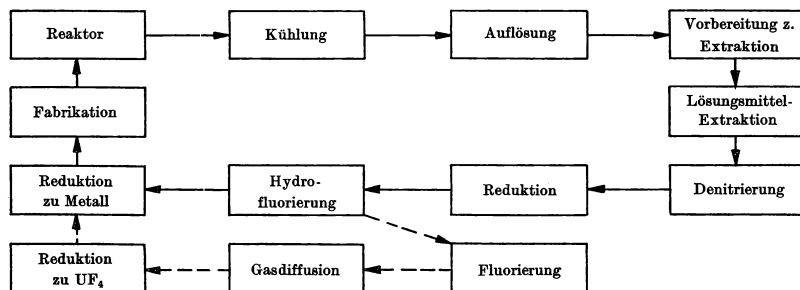 Reaktor
Kühlung
Auflösung
Vorbereitung z.
Extraktion
Fabrikation
Lösungsmittel-
Extraktion
Reduktion
zu Metall
Hydro-
fluorierung
Reduktion
Denitrierung
Reduktion
zu UF₄
Gasdiffusion
Fluorierung